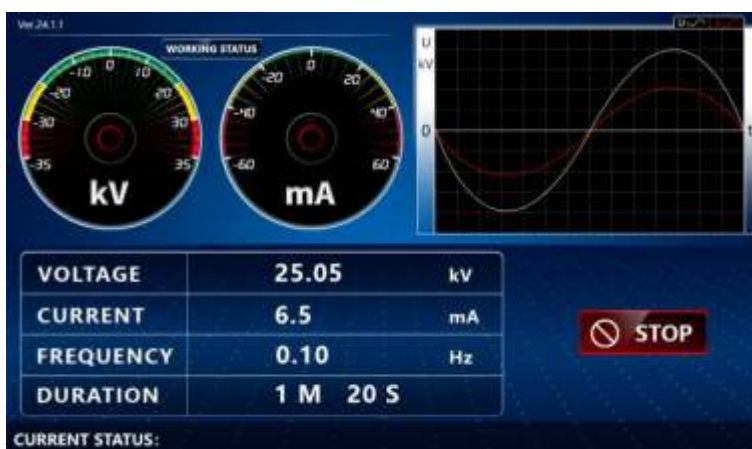 Ver.24.1.1
WORKING STATUS
-35 -30 -20 -10 0 10 20 30 35
kV
-60 -40 -20 0 20 40 60
mA
U
kV
0
t
VOLTAGE 25.05 kV
CURRENT 6.5 mA
FREQUENCY 0.10 Hz
DURATION 1 M 20 S
STOP
CURRENT STATUS: